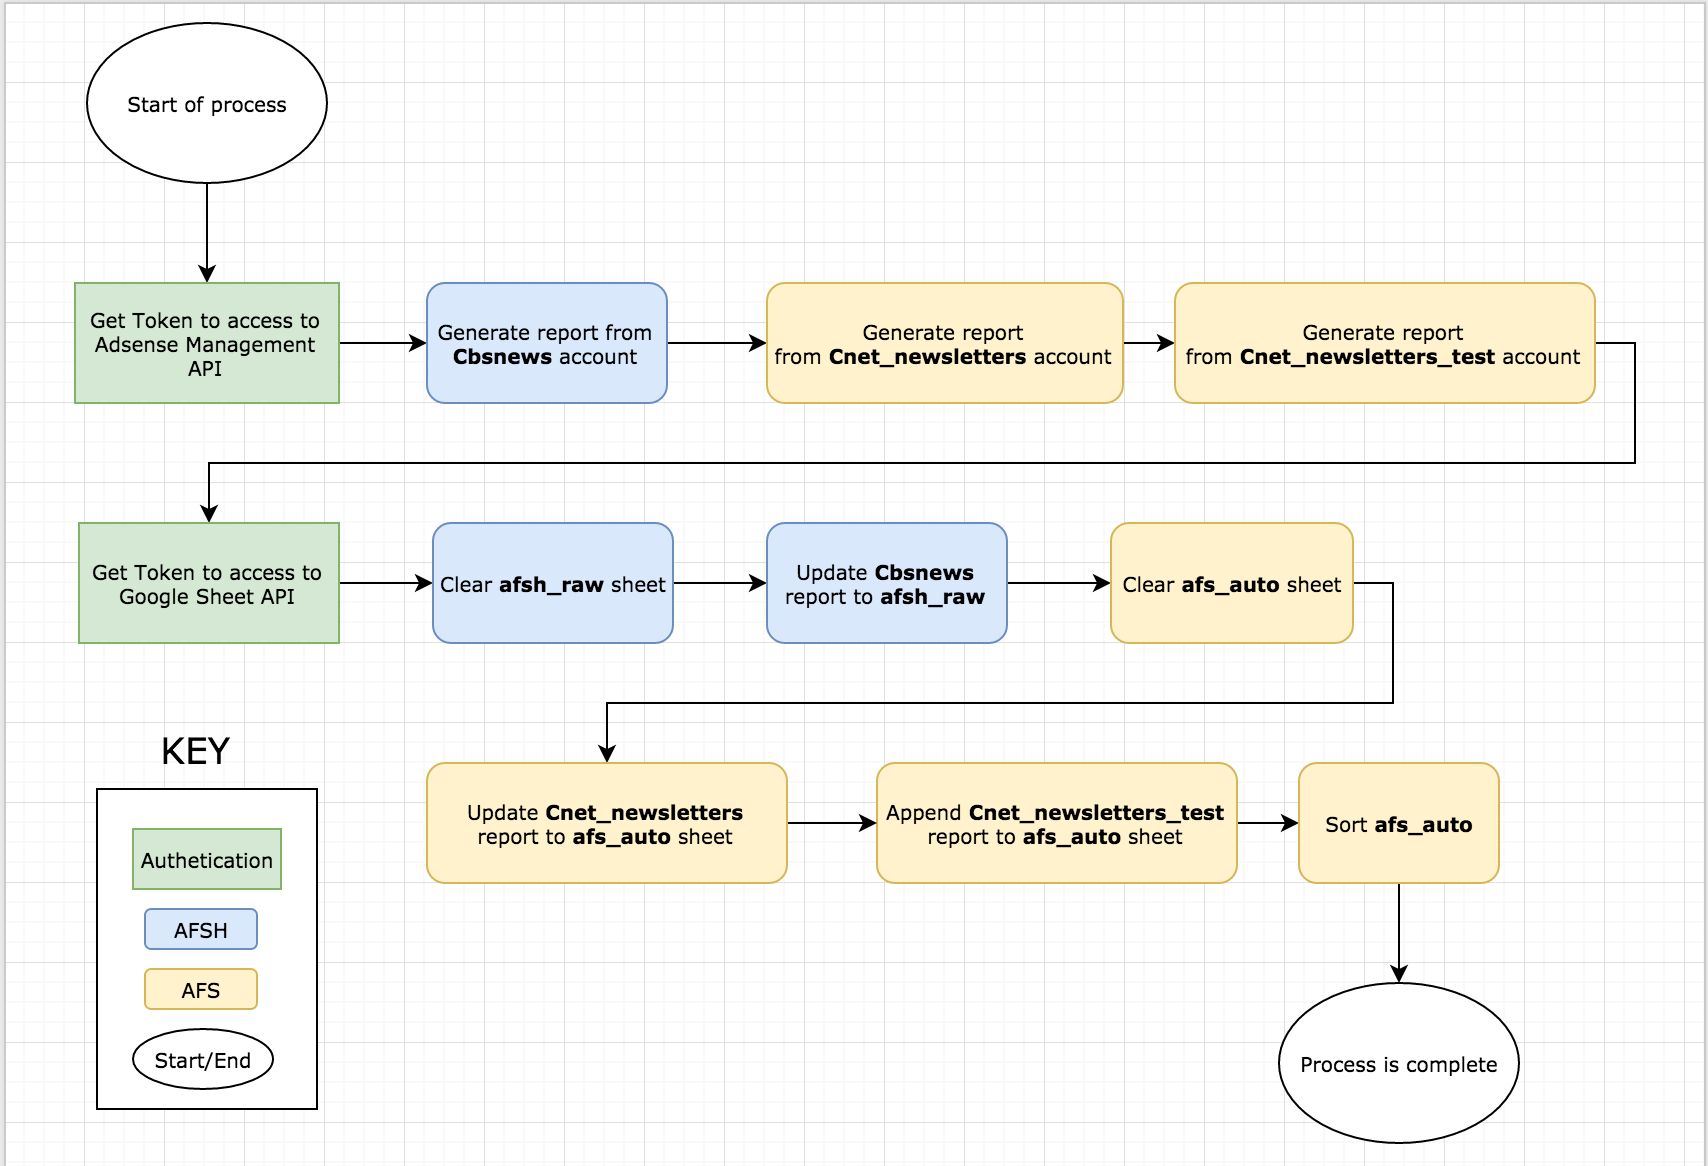 Start of process
Get Token to access to
Adsense Management
API
Generate report from
Cbsnews account
Generate report
from Cnet_newsletters account
Generate report
from Cnet_newsletters_test account
Get Token to access to
Google Sheet API
Clear afsh_raw sheet
Update Cbsnews
report to afsh_raw
Clear afs_auto sheet
Update Cnet_newsletters
report to afs_auto sheet
Append Cnet_newsletters_test
report to afs_auto sheet
Sort afs_auto
Process is complete
KEY
Authetication
AFSH
AFS
Start/End